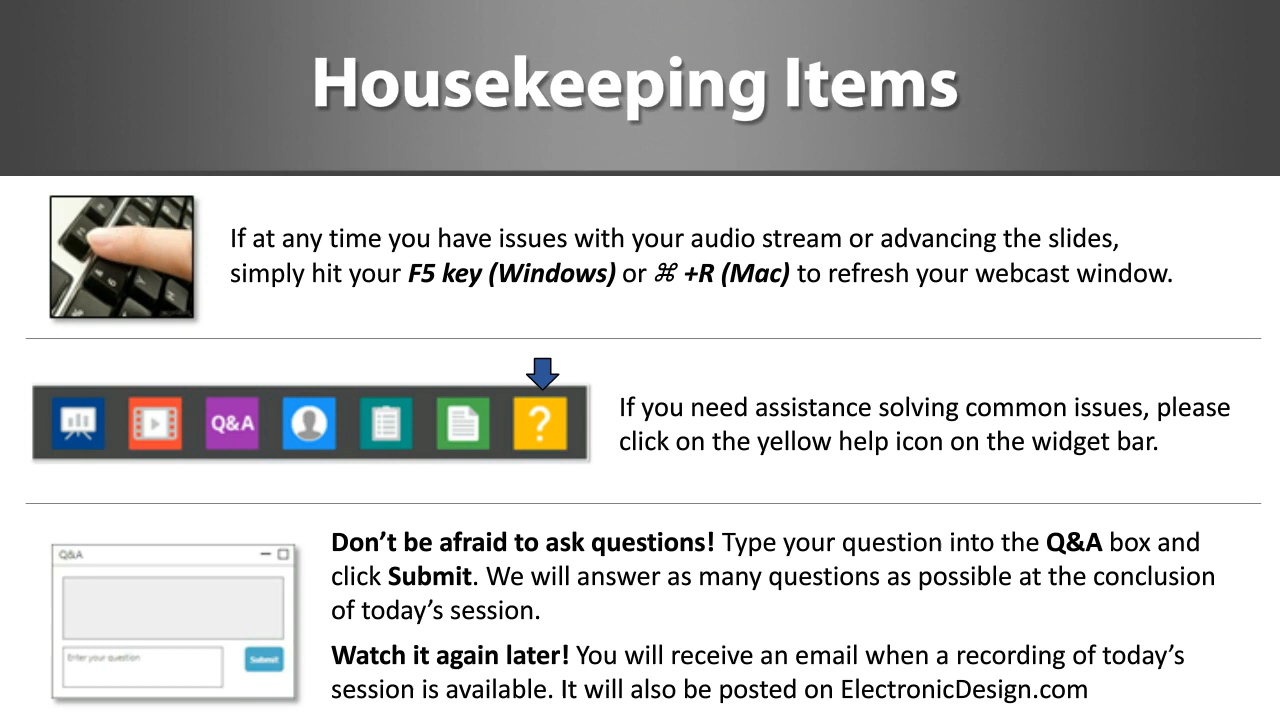 Housekeeping Items
If at any time you have issues with your audio stream or advancing the slides,
simply hit your F5 key (Windows) or ⌘ +R (Mac) to refresh your webcast window.
Q&A
?
If you need assistance solving common issues, please
click on the yellow help icon on the widget bar.
Q&A
Enter your question
Submit
Don’t be afraid to ask questions! Type your question into the Q&A box and
click Submit. We will answer as many questions as possible at the conclusion
of today’s session.
Watch it again later! You will receive an email when a recording of today’s
session is available. It will also be posted on ElectronicDesign.com